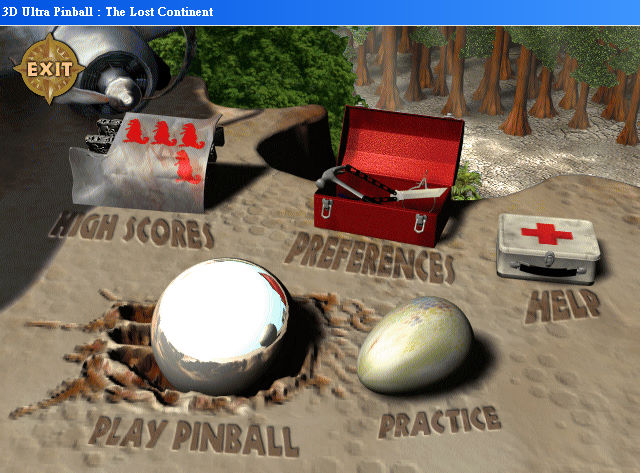 3D Ultra Pinball : The Lost Continent
EXIT
HIGH SCORES
PREFERENCES
HELP
PLAY PINBALL
PRACTICE